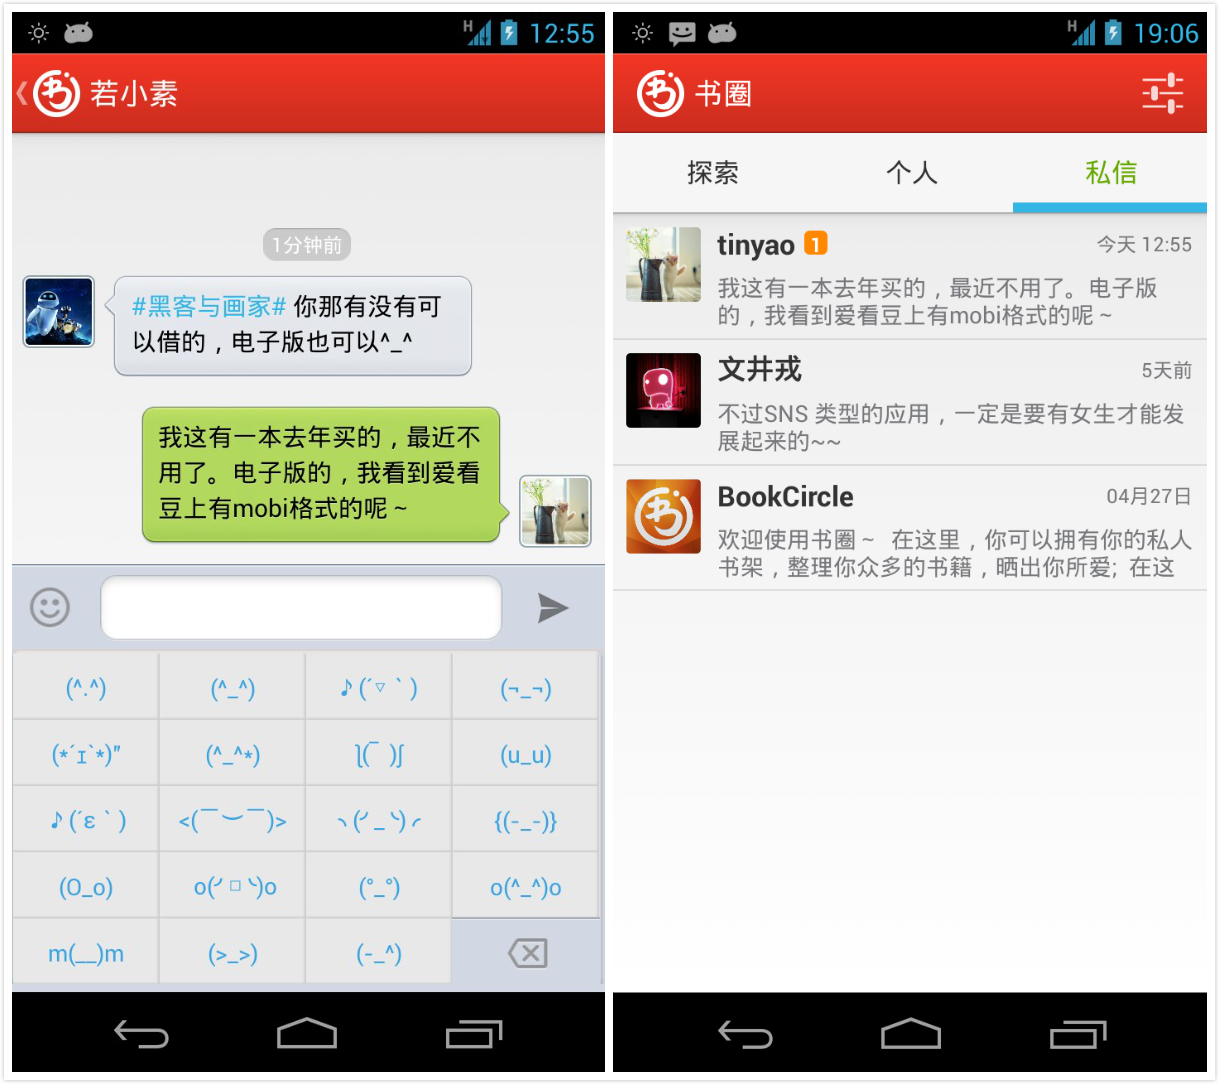 12:55
若小素
1分钟前
#黑客与画家# 你那有没有可
以借的，电子版也可以^_^
我这有一本去年买的，最近不
用了。电子版的，我看到爱看
豆上有mobi格式的呢～
(^.^)
(^_^)
♪(´▽｀)
(¬_¬)
(*´ｪ`*)″
(^_^*)
ʅ(‾◡◝)ʃ
(u_u)
♪(´ε｀)
<(￣︶￣)>
ヽ(╯_╰)╭
{(-_-)}
(O_o)
o(╯□╰)o
(°_°)
o(^_^)o
m(__)m
(>_>)
(-_^)
H
19:06
书圈
探索
个人
私信
tinyao 1
今天 12:55
我这有一本去年买的，最近不用了。电子版
的，我看到爱看豆上有mobi格式的呢～
文井戎
5天前
不过SNS 类型的应用，一定是要有女生才能发
展起来的~~
BookCircle
04月27日
欢迎使用书圈～ 在这里，你可以拥有你的私人
书架，整理你众多的书籍，晒出你所爱; 在这